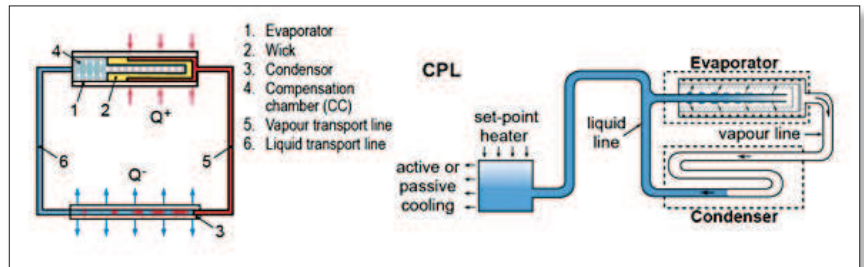 1. Evaporator
2. Wick
3. Condensor
4. Compensation
chamber (CC)
5. Vapour transport line
6. Liquid transport line
4
1
2
Q+
6
5
Q-
3
CPL
Evaporator
set-point
heater
liquid
line
vapour line
active or
passive
cooling
Condenser